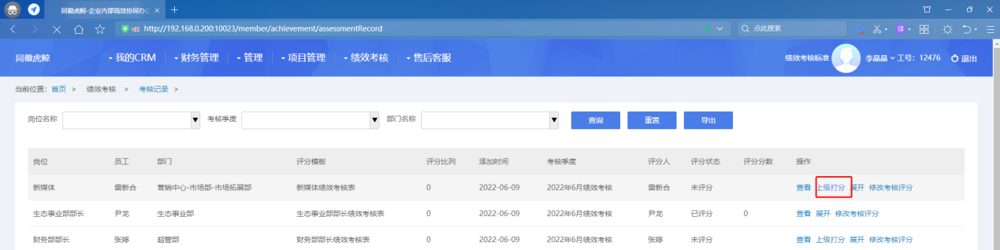 同徽虎鲸-企业内部高效协同办公
http://192.168.0.200:10023/member/achievement/assessmentRecord
点此搜索
译
同徽虎鲸 我的CRM 财务管理 管理 项目管理 绩效考核 售后客服 绩效考核标准 李晶晶 工号：12476 退出
当前位置： 首页 > 绩效考核 > 考核记录 >
岗位名称 考核季度 部门名称 查询 重置 导出
岗位 员工 部门 评分模板 评分比列 添加时间 考核季度 评分人 评分状态 评分分数 操作
新媒体 雷新合 营销中心-市场部-市场拓展部 新媒体绩效考核表 0 2022-06-09 2022年6月绩效考核 雷新合 未评分 查看 上级打分 展开 修改考核评分
生态事业部部长 尹龙 生态事业部 生态事业部部长绩效考核表 0 2022-06-09 2022年6月绩效考核 尹龙 已评分 0 查看 展开 修改考核评分
财务部部长 张婷 超管部 财务部部长绩效考核表 0 2022-06-09 2022年6月绩效考核 张婷 未评分 查看 上级打分 展开 修改考核评分